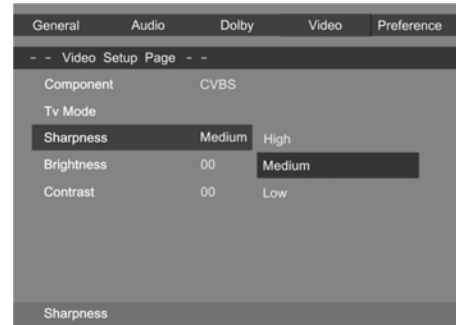 General Audio Dolby Video Preference
- - Video Setup Page - -
Component CVBS
Tv Mode
Sharpness Medium High
Brightness 00 Medium
Contrast 00 Low
Sharpness